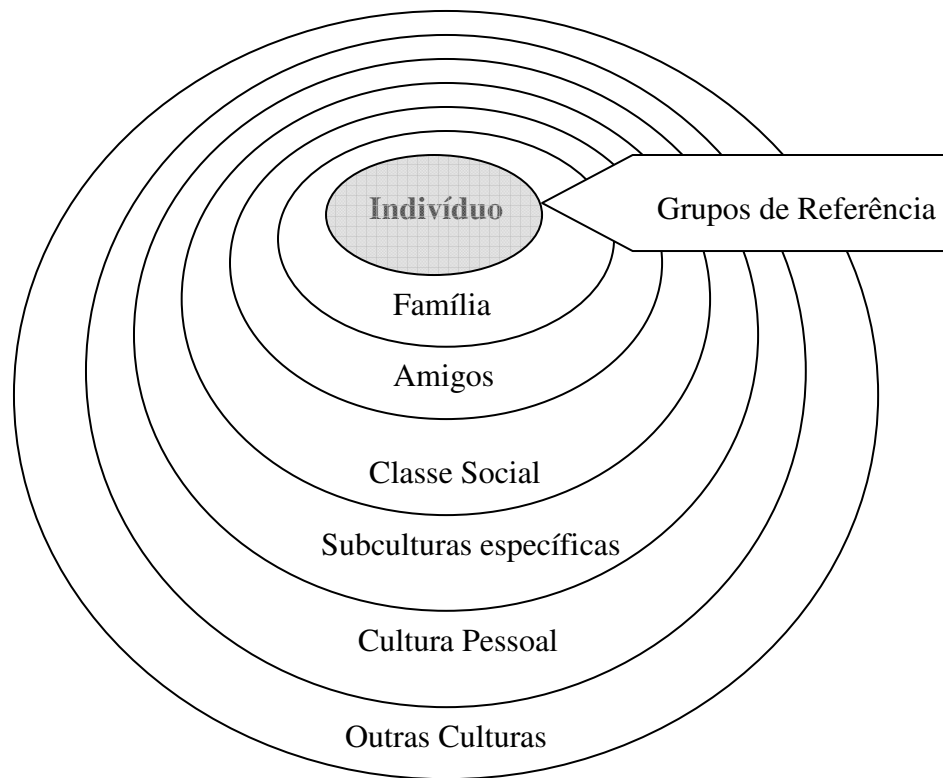 Indivíduo
Grupos de Referência
Família
Amigos
Classe Social
Subculturas específicas
Cultura Pessoal
Outras Culturas